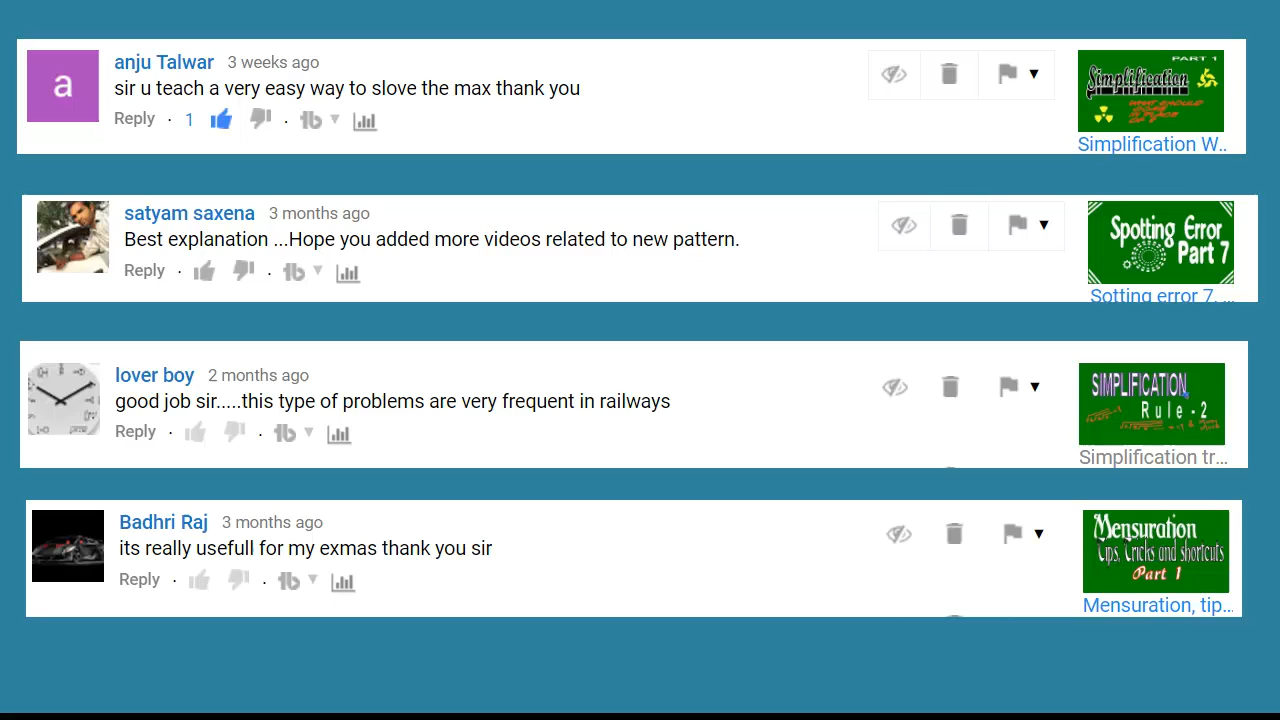 a
anju Talwar 3 weeks ago
sir u teach a very easy way to slove the max thank you
Reply · 1
PART 1
Simplification
Simplification W..
satyam saxena 3 months ago
Best explanation ...Hope you added more videos related to new pattern.
Reply ·
Spotting Error
Part 7
Sotting error 7, ...
lover boy 2 months ago
good job sir.....this type of problems are very frequent in railways
Reply ·
SIMPLIFICATION
Rule - 2
Simplification tr...
Badhri Raj 3 months ago
its really usefull for my exmas thank you sir
Reply ·
Mensuration
Tips, Tricks and shortcuts
Part 1
Mensuration, tip...